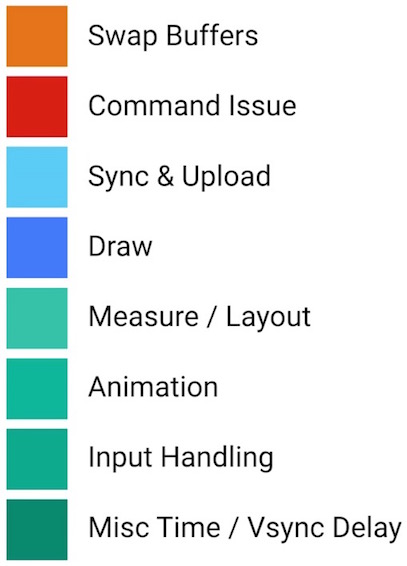 Swap Buffers
Command Issue
Sync & Upload
Draw
Measure / Layout
Animation
Input Handling
Misc Time / Vsync Delay